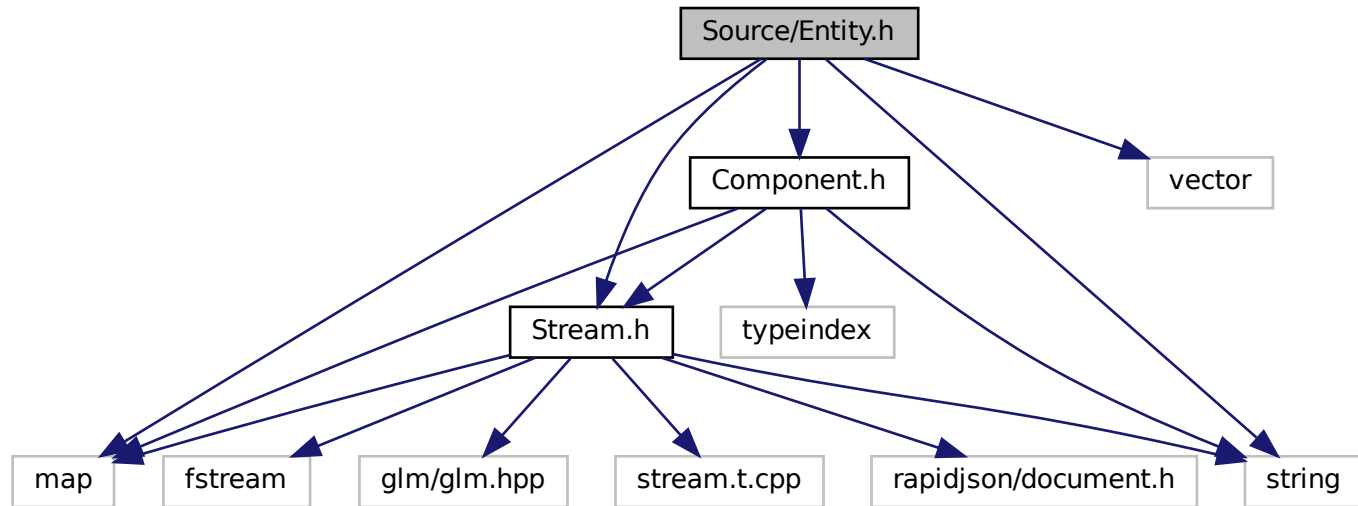 Source/Entity.h
Component.h
vector
Stream.h
typeindex
map
fstream
glm/glm.hpp
stream.t.cpp
rapidjson/document.h
string